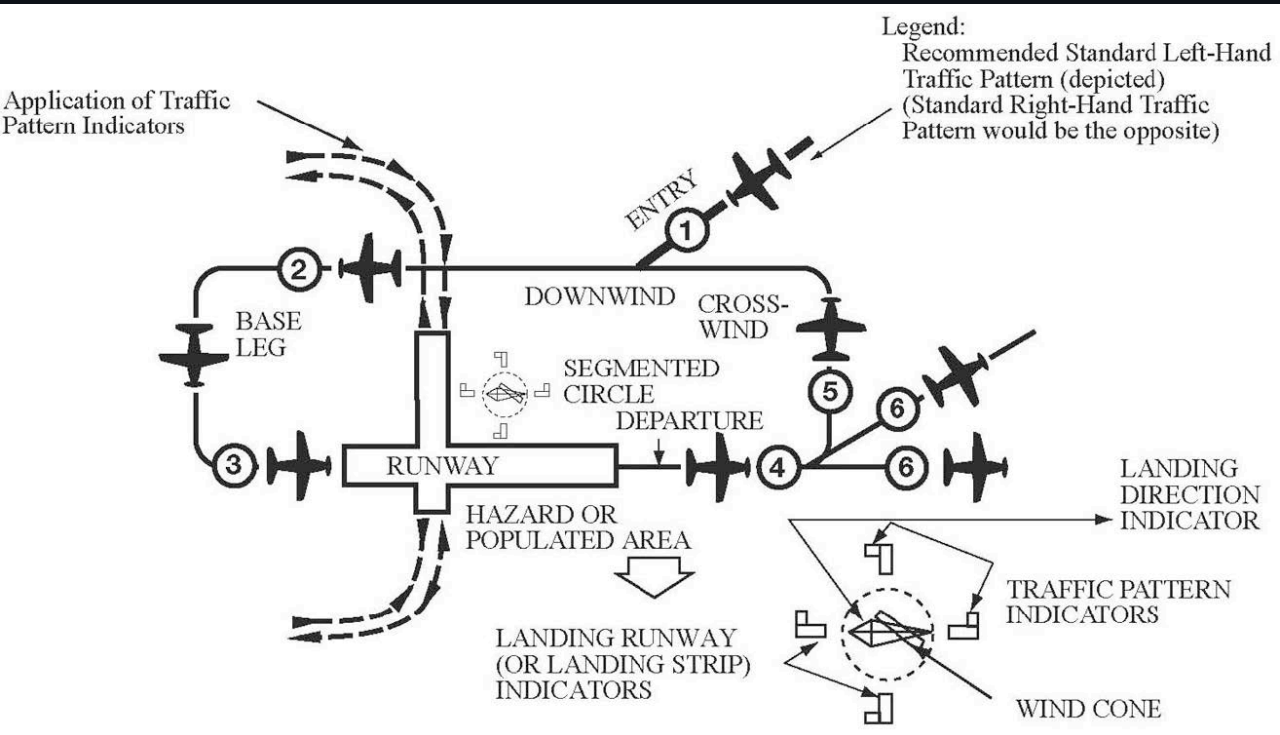 Legend:
Recommended Standard Left-Hand
Traffic Pattern (depicted)
(Standard Right-Hand Traffic
Pattern would be the opposite)
Application of Traffic
Pattern Indicators
ENTRY
1
2
DOWNWIND
CROSS-
WIND
BASE
LEG
SEGMENTED
CIRCLE
5
6
DEPARTURE
3
RUNWAY
4
6
HAZARD OR
POPULATED AREA
LANDING
DIRECTION
INDICATOR
TRAFFIC PATTERN
INDICATORS
LANDING RUNWAY
(OR LANDING STRIP)
INDICATORS
WIND CONE